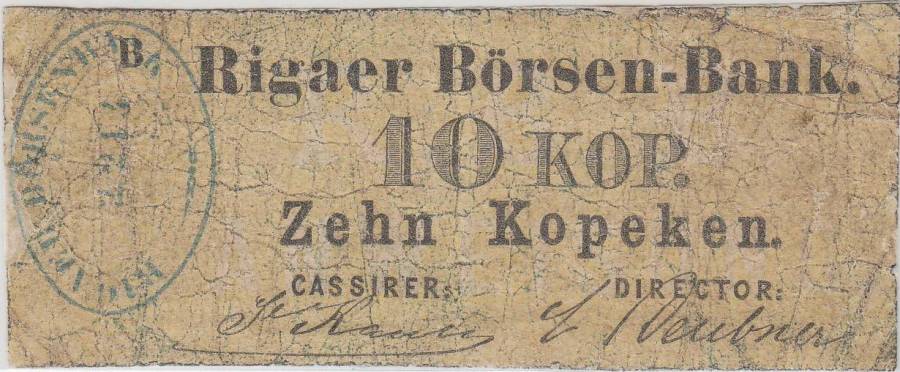 B. Rigaer Börsen-Bank.
10 KOP.
Zehn Kopeken.
CASSIRER: DIRECTOR: